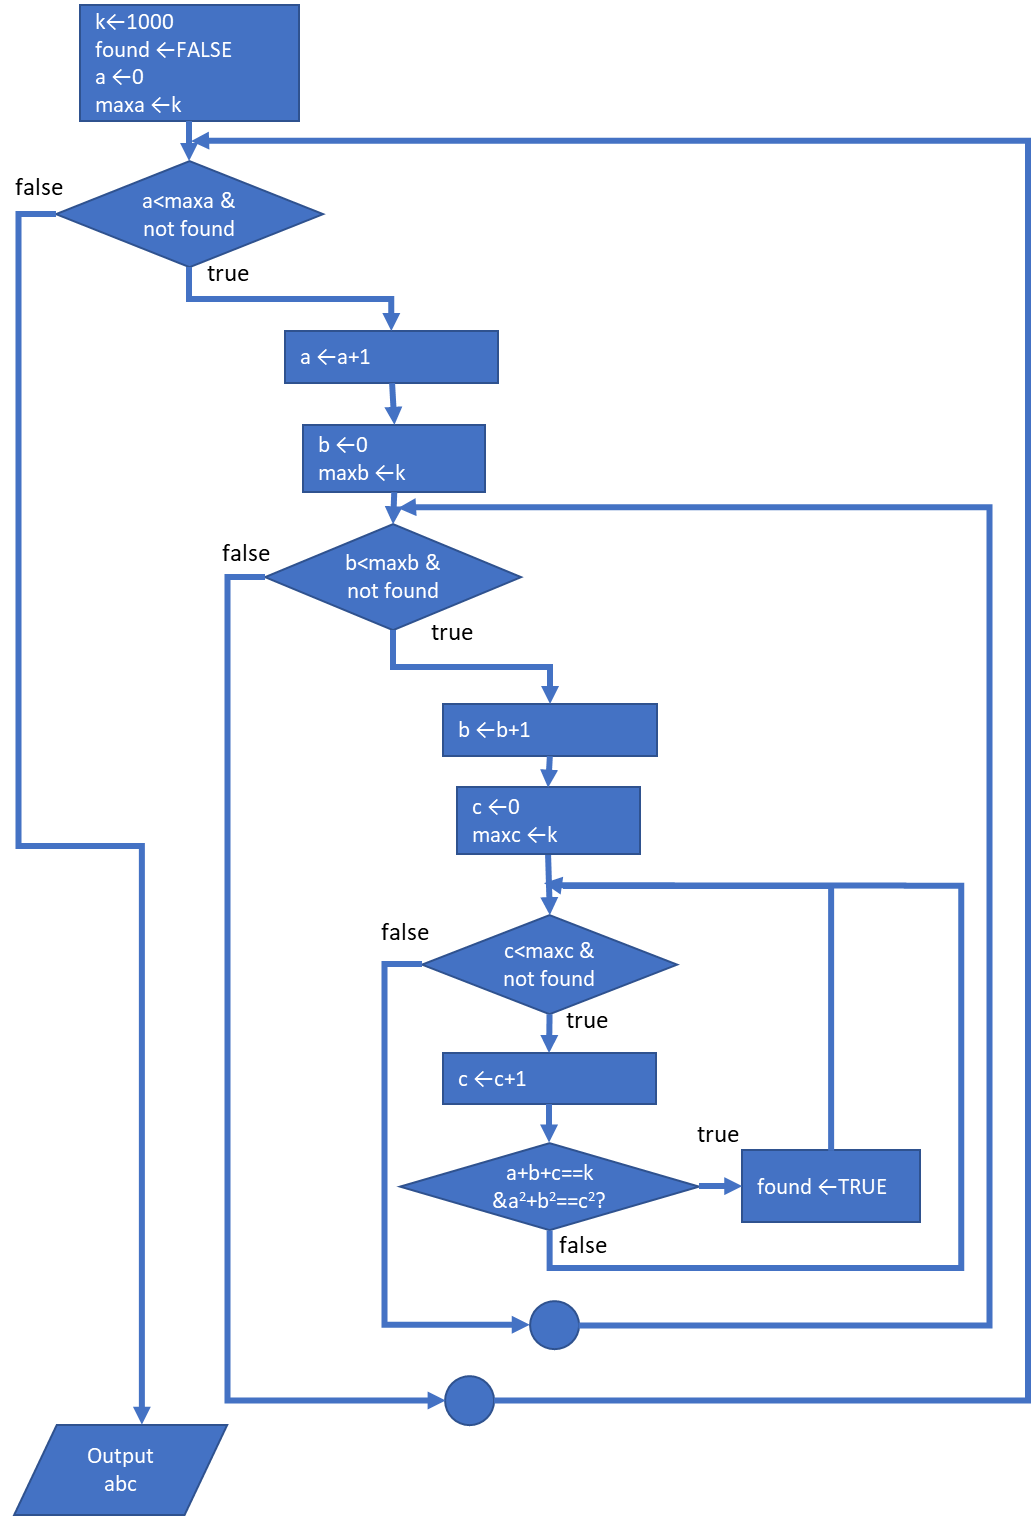 k←1000
found ←FALSE
a ←0
maxa ←k
false
a<maxa &
not found
true
a ←a+1
b ←0
maxb ←k
false
b<maxb &
not found
true
b ←b+1
c ←0
maxc ←k
false
c<maxc &
not found
true
c ←c+1
true
a+b+c==k
&a²+b²==c²?
found ←TRUE
false
Output
abc